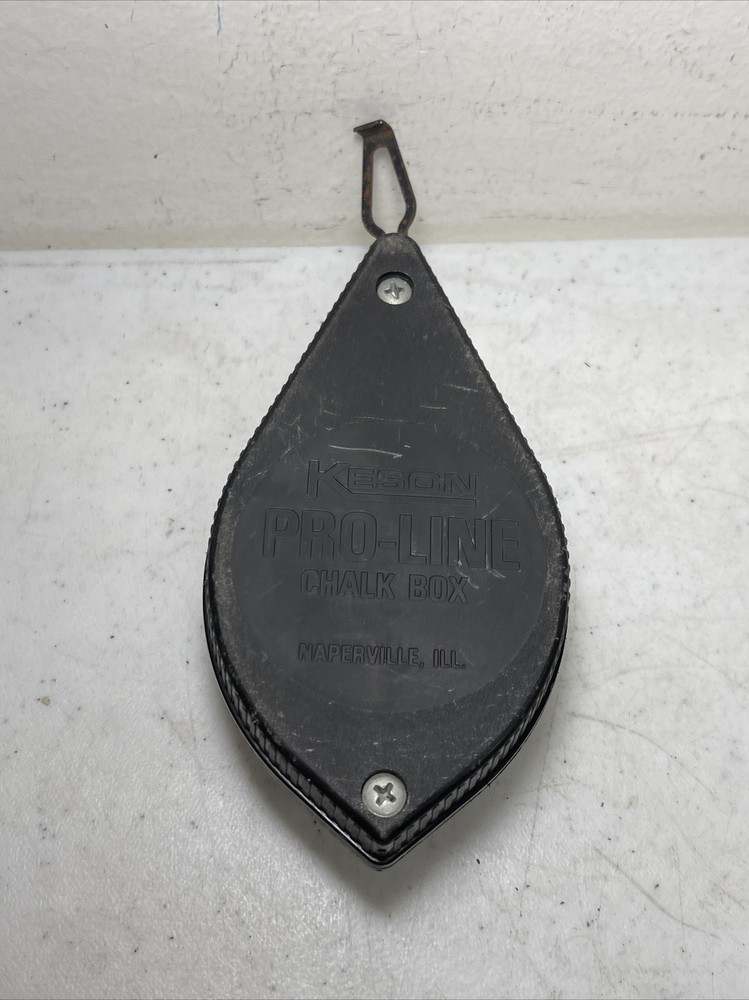 KESON
PRO-LINE
CHALK BOX
NAPERVILLE, ILL.